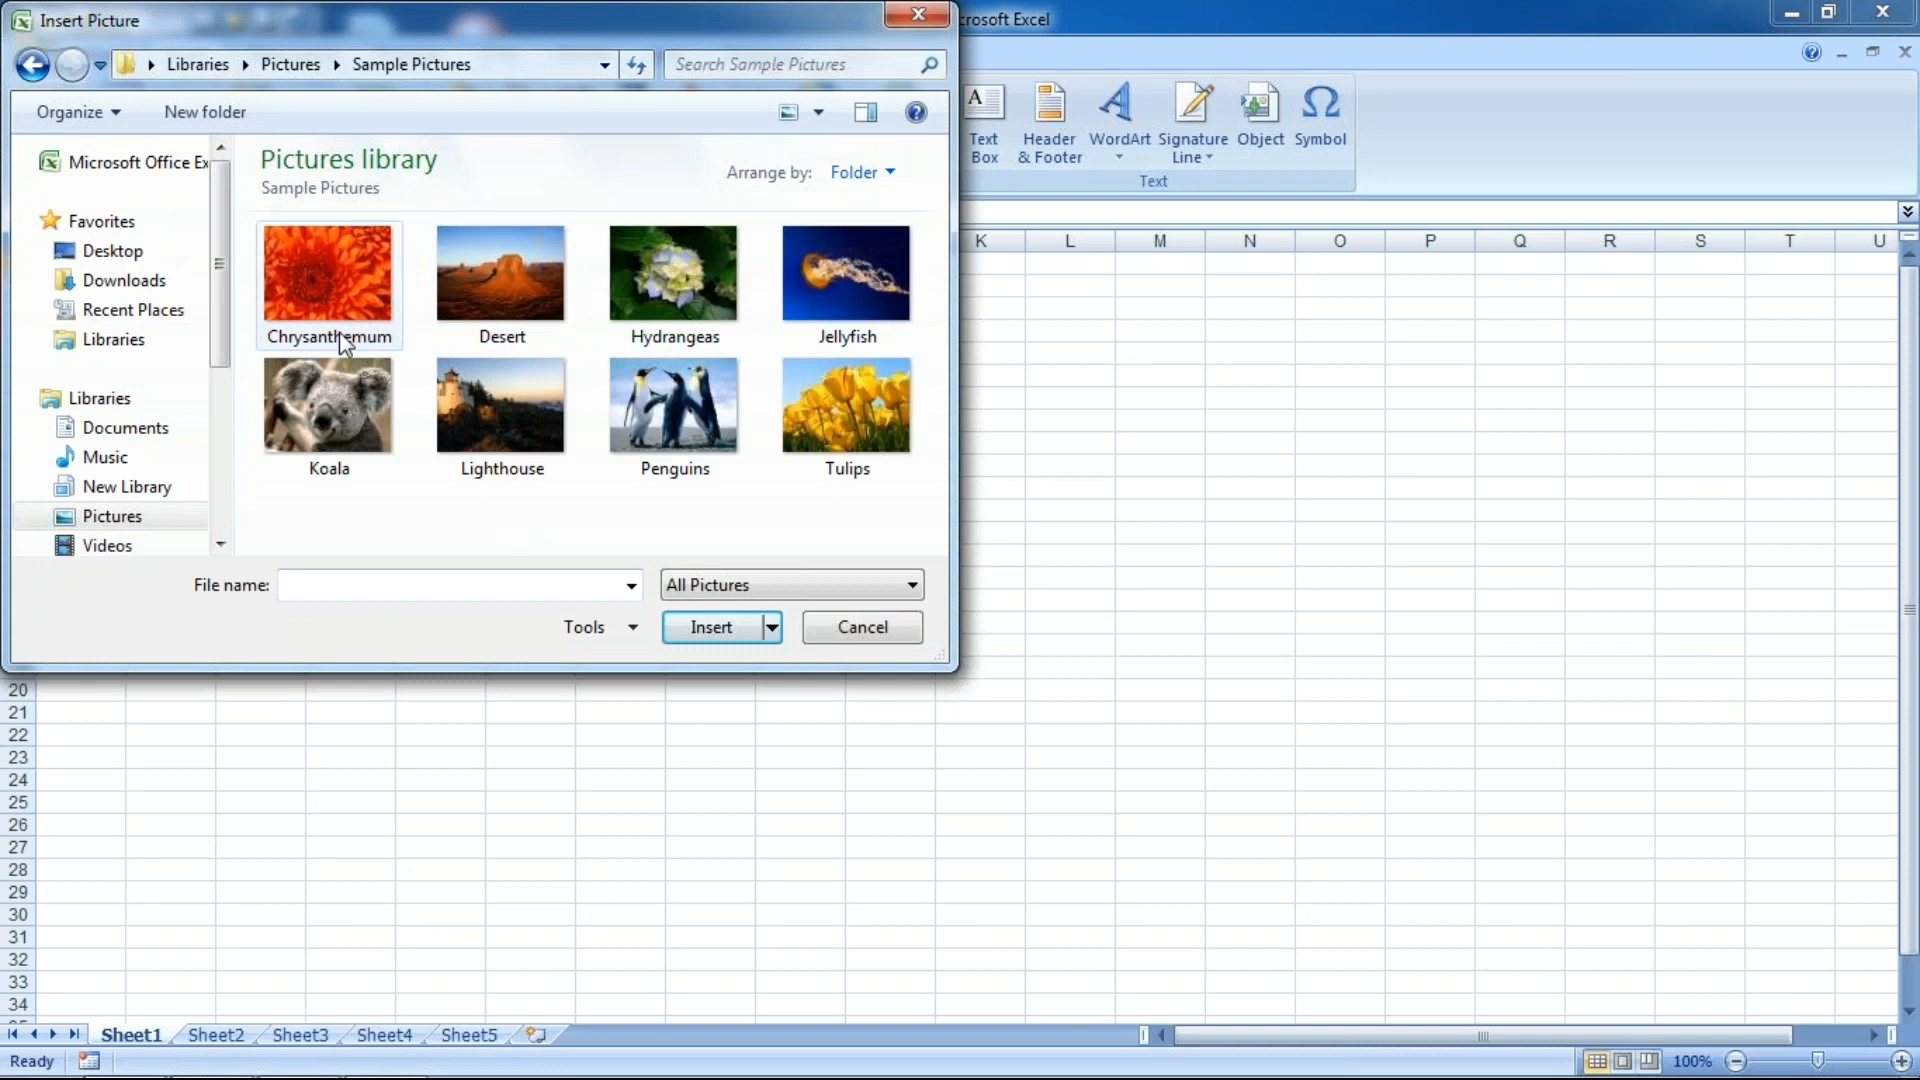 Insert Picture
crosoft Excel
Libraries Pictures Sample Pictures
Search Sample Pictures
Organize New folder
Microsoft Office Ex
Favorites
Desktop
Downloads
Recent Places
Libraries
Libraries
Documents
Music
New Library
Pictures
Videos
Pictures library
Sample Pictures
Arrange by: Folder
Chrysanthemum Desert Hydrangeas Jellyfish
Koala Lighthouse Penguins Tulips
File name: All Pictures
Tools Insert Cancel
A Text Box
Header & Footer
A WordArt
Signature Line
Object
Ω Symbol
Text
K L M N O P Q R S T U
20
21
22
23
24
25
26
27
28
29
30
31
32
33
34
Sheet1 Sheet2 Sheet3 Sheet4 Sheet5
Ready 100%